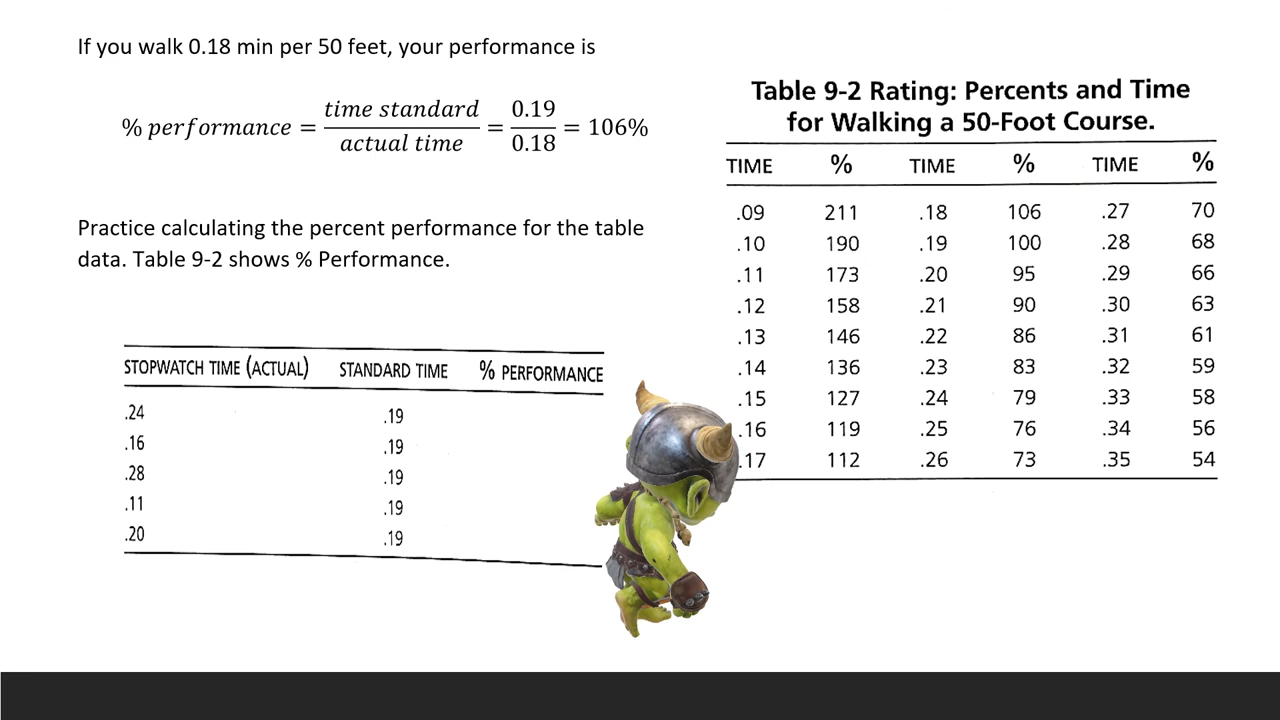 If you walk 0.18 min per 50 feet, your performance is
% performance = time standard / actual time = 0.19 / 0.18 = 106%
Practice calculating the percent performance for the table
data. Table 9-2 shows % Performance.
STOPWATCH TIME (ACTUAL) STANDARD TIME % PERFORMANCE
.24 .19
.16 .19
.28 .19
.11 .19
.20 .19
Table 9-2 Rating: Percents and Time
for Walking a 50-Foot Course.
TIME % TIME % TIME %
.09 211 .18 106 .27 70
.10 190 .19 100 .28 68
.11 173 .20 95 .29 66
.12 158 .21 90 .30 63
.13 146 .22 86 .31 61
.14 136 .23 83 .32 59
.15 127 .24 79 .33 58
.16 119 .25 76 .34 56
.17 112 .26 73 .35 54